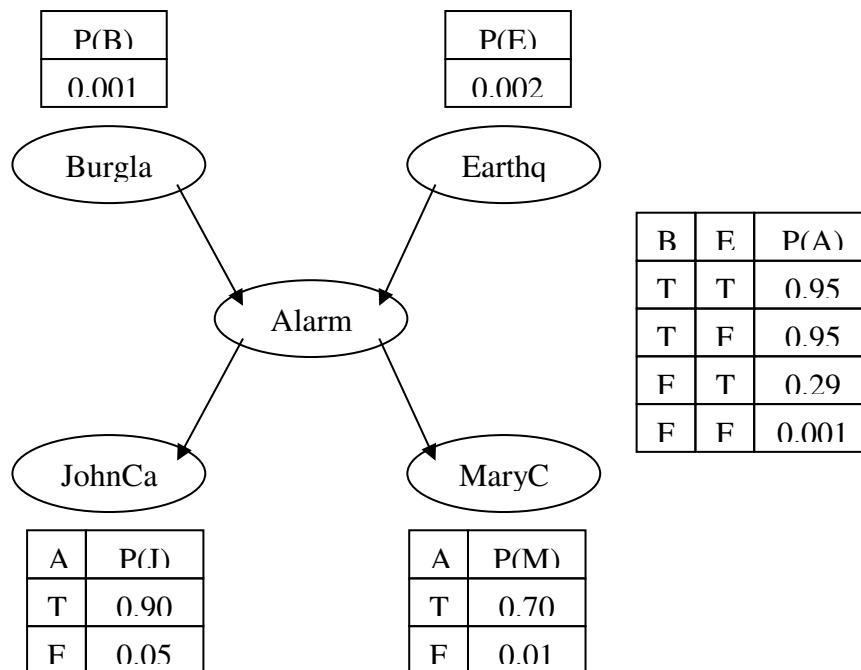 P(B)
0.001
P(E)
0.002
Burgla
Earthq
B E P(A)
T T 0.95
T F 0.95
F T 0.29
F F 0.001
Alarm
JohnCa
MaryC
A P(J)
T 0.90
F 0.05
A P(M)
T 0.70
F 0.01